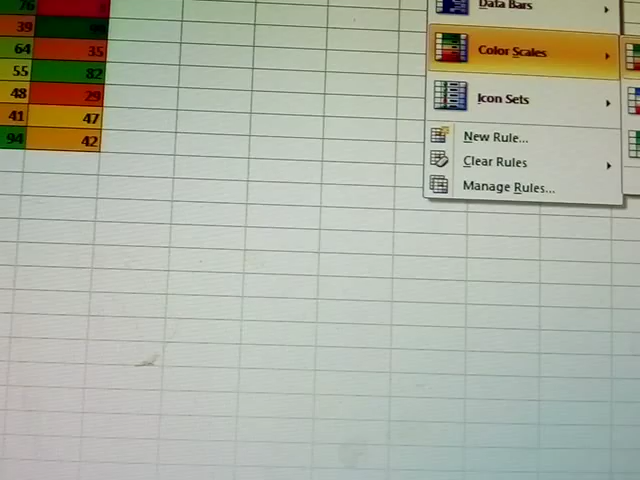 76
39
64 35
55 82
48 29
41 47
94 42
Data Bars
Color Scales
Icon Sets
New Rule...
Clear Rules
Manage Rules...